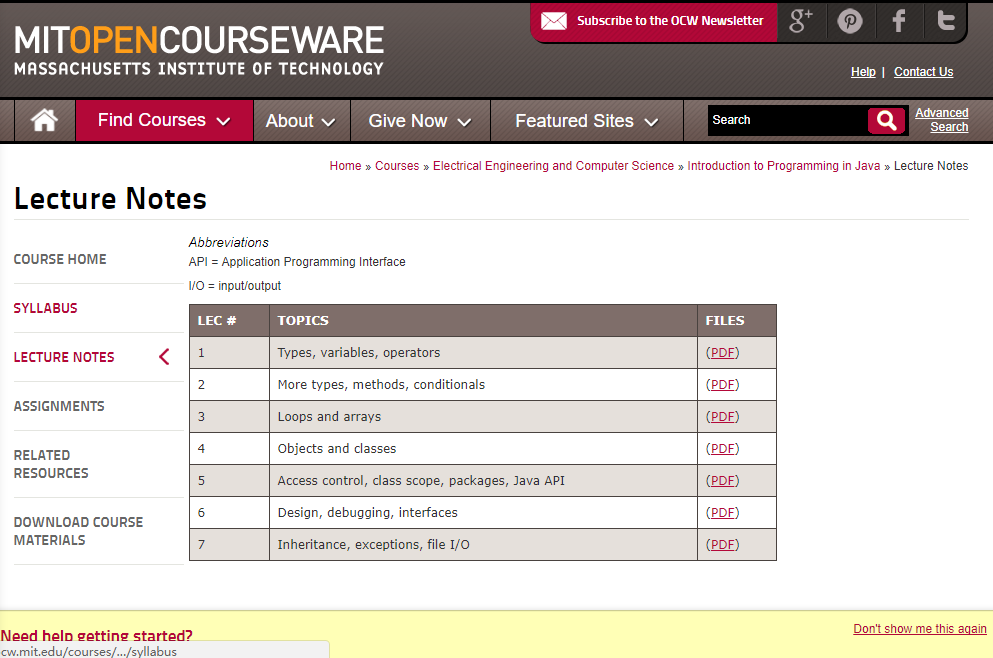 Subscribe to the OCW Newsletter
MITOPENCOURSEWARE
MASSACHUSETTS INSTITUTE OF TECHNOLOGY
Help | Contact Us
Find Courses About Give Now Featured Sites Search Advanced Search
Home » Courses » Electrical Engineering and Computer Science » Introduction to Programming in Java » Lecture Notes
Lecture Notes
COURSE HOME
SYLLABUS
LECTURE NOTES
ASSIGNMENTS
RELATED
RESOURCES
DOWNLOAD COURSE
MATERIALS
Abbreviations
API = Application Programming Interface
I/O = input/output
LEC # TOPICS FILES
1 Types, variables, operators (PDF)
2 More types, methods, conditionals (PDF)
3 Loops and arrays (PDF)
4 Objects and classes (PDF)
5 Access control, class scope, packages, Java API (PDF)
6 Design, debugging, interfaces (PDF)
7 Inheritance, exceptions, file I/O (PDF)
Don't show me this again
Need help getting started?
cw.mit.edu/courses/.../syllabus